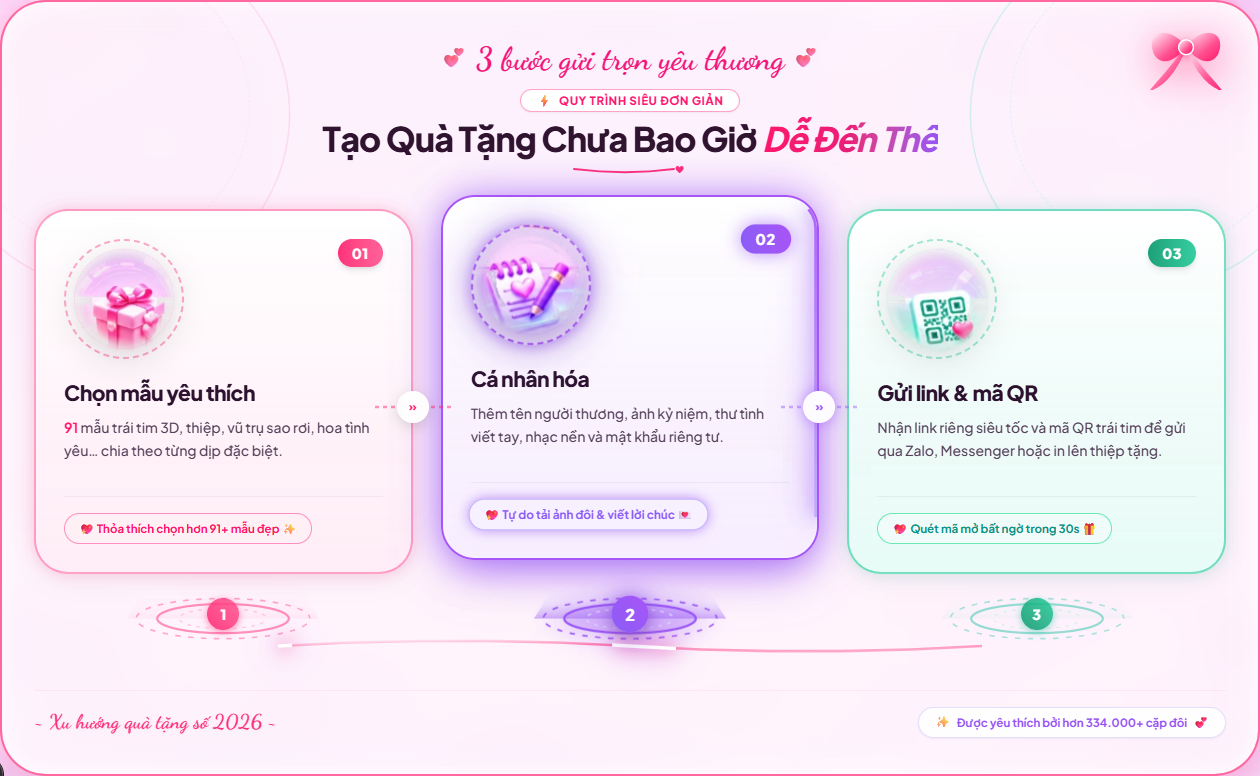 3 bước gửi trọn yêu thương
QUY TRÌNH SIÊU ĐƠN GIẢN
Tạo Quà Tặng Chưa Bao Giờ Dễ Đến Thế
01
Chọn mẫu yêu thích
91 mẫu trái tim 3D, thiệp, vũ trụ sao rơi, hoa tình
yêu... chia theo từng dịp đặc biệt.
Thỏa thích chọn hơn 91+ mẫu đẹp
02
Cá nhân hóa
Thêm tên người thương, ảnh kỷ niệm, thư tình
viết tay, nhạc nền và mật khẩu riêng tư.
Tự do tải ảnh đôi & viết lời chúc
03
Gửi link & mã QR
Nhận link riêng siêu tốc và mã QR trái tim để gửi
qua Zalo, Messenger hoặc in lên thiệp tặng.
Quét mã mở bất ngờ trong 30s
1
2
3
~ Xu hướng quà tặng số 2026 ~
Được yêu thích bởi hơn 334.000+ cặp đôi